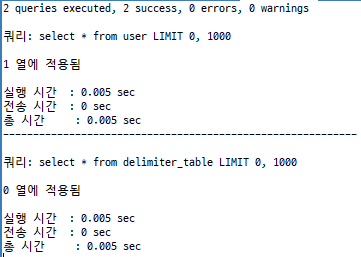 2 queries executed, 2 success, 0 errors, 0 warnings
쿼리: select * from user LIMIT 0, 1000
1 열에 적용됨
실행 시간 : 0.005 sec
전송 시간 : 0 sec
총 시간 : 0.005 sec
-----------------------------------------------------------
쿼리: select * from delimiter_table LIMIT 0, 1000
0 열에 적용됨
실행 시간 : 0.005 sec
전송 시간 : 0 sec
총 시간 : 0.005 sec